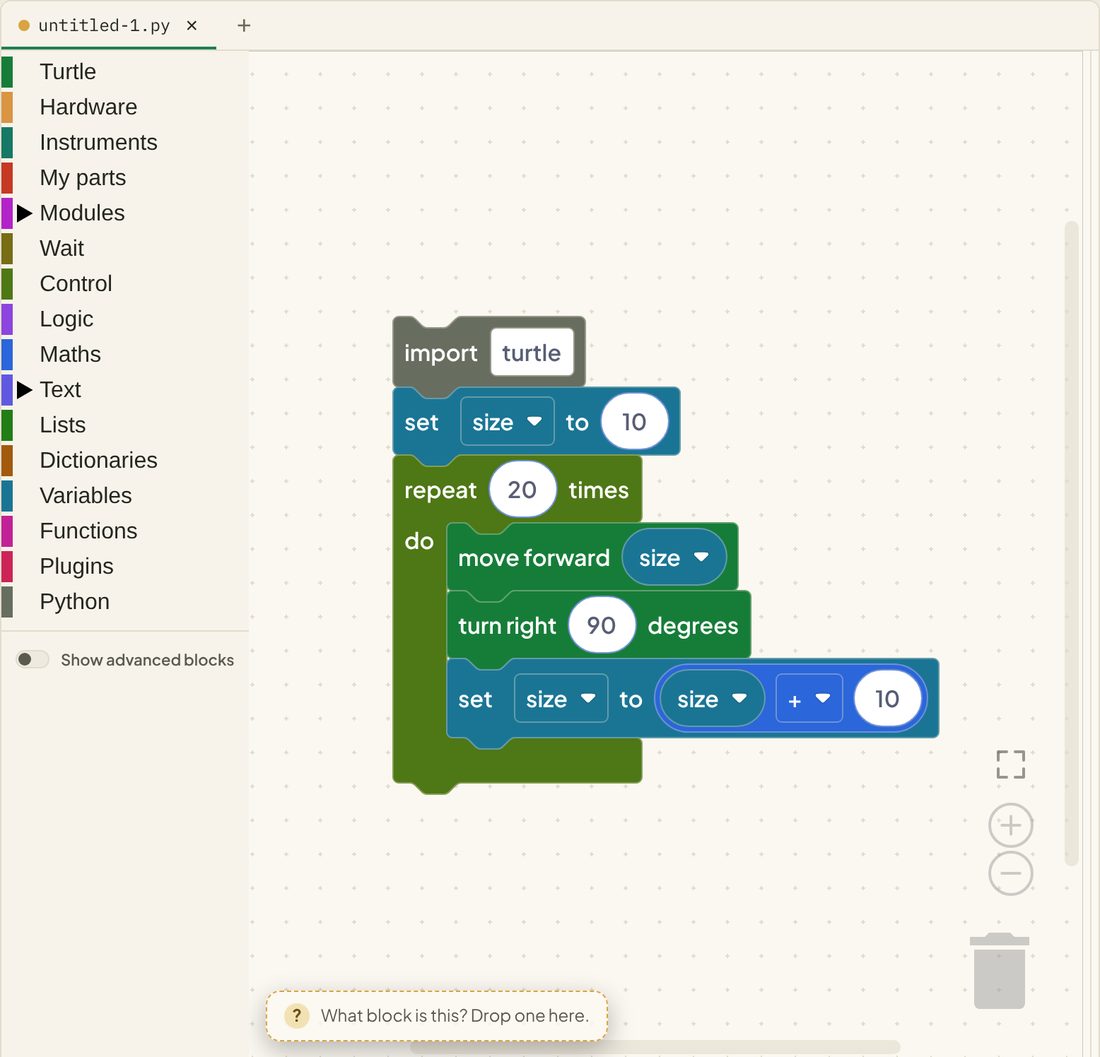 untitled-1.py × +
Turtle
Hardware
Instruments
My parts
Modules
Wait
Control
Logic
Maths
Text
Lists
Dictionaries
Variables
Functions
Plugins
Python
Show advanced blocks
import turtle
set size to 10
repeat 20 times
do
move forward size
turn right 90 degrees
set size to size + 10
? What block is this? Drop one here.